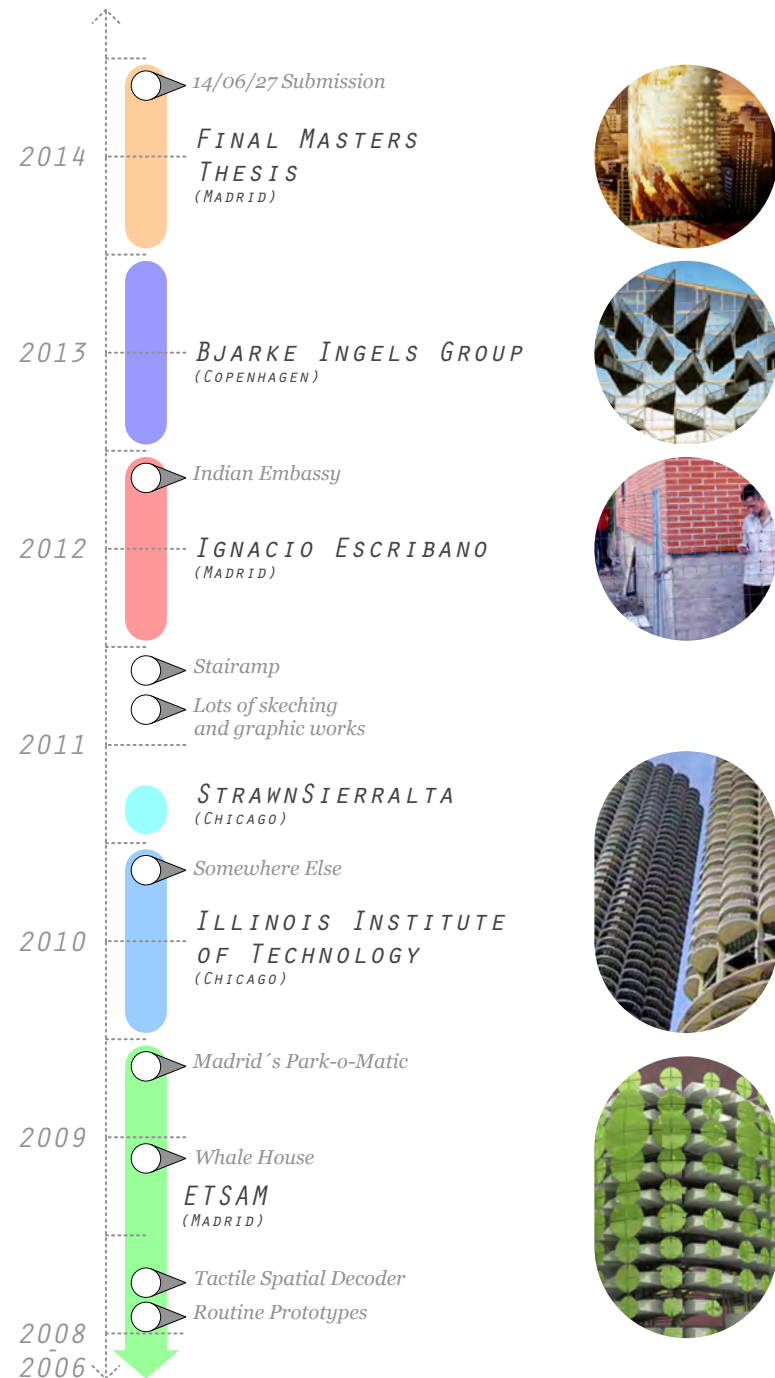 14/06/27 Submission
2014
FINAL MASTERS
THESIS
(MADRID)
2013
BJARKE INGELS GROUP
(COPENHAGEN)
Indian Embassy
2012
IGNACIO ESCRIBANO
(MADRID)
Stairamp
Lots of skeching
and graphic works
2011
STRAWNSIERRALTA
(CHICAGO)
Somewhere Else
ILLINOIS INSTITUTE
2010
OF TECHNOLOGY
(CHICAGO)
Madrid´s Park-o-Matic
2009
Whale House
ETSAM
(MADRID)
Tactile Spatial Decoder
Routine Prototypes
2008
-
2006